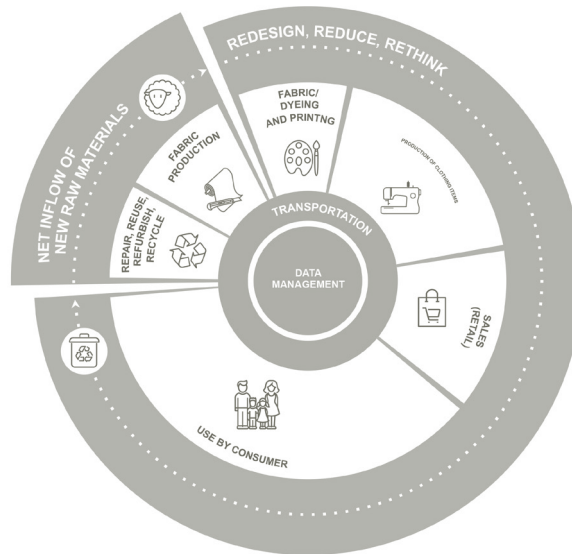 REDESIGN, REDUCE, RETHINK
NET INFLOW OF
NEW RAW MATERIALS
FABRIC/
DYEING
AND PRINTNG
FABRIC
PRODUCTION
PRODUCTION OF CLOTHING ITEMS
REPAIR, REUSE,
REFURBISH,
RECYCLE
TRANSPORTATION
DATA
MANAGEMENT
SALES
(RETAIL)
USE BY CONSUMER